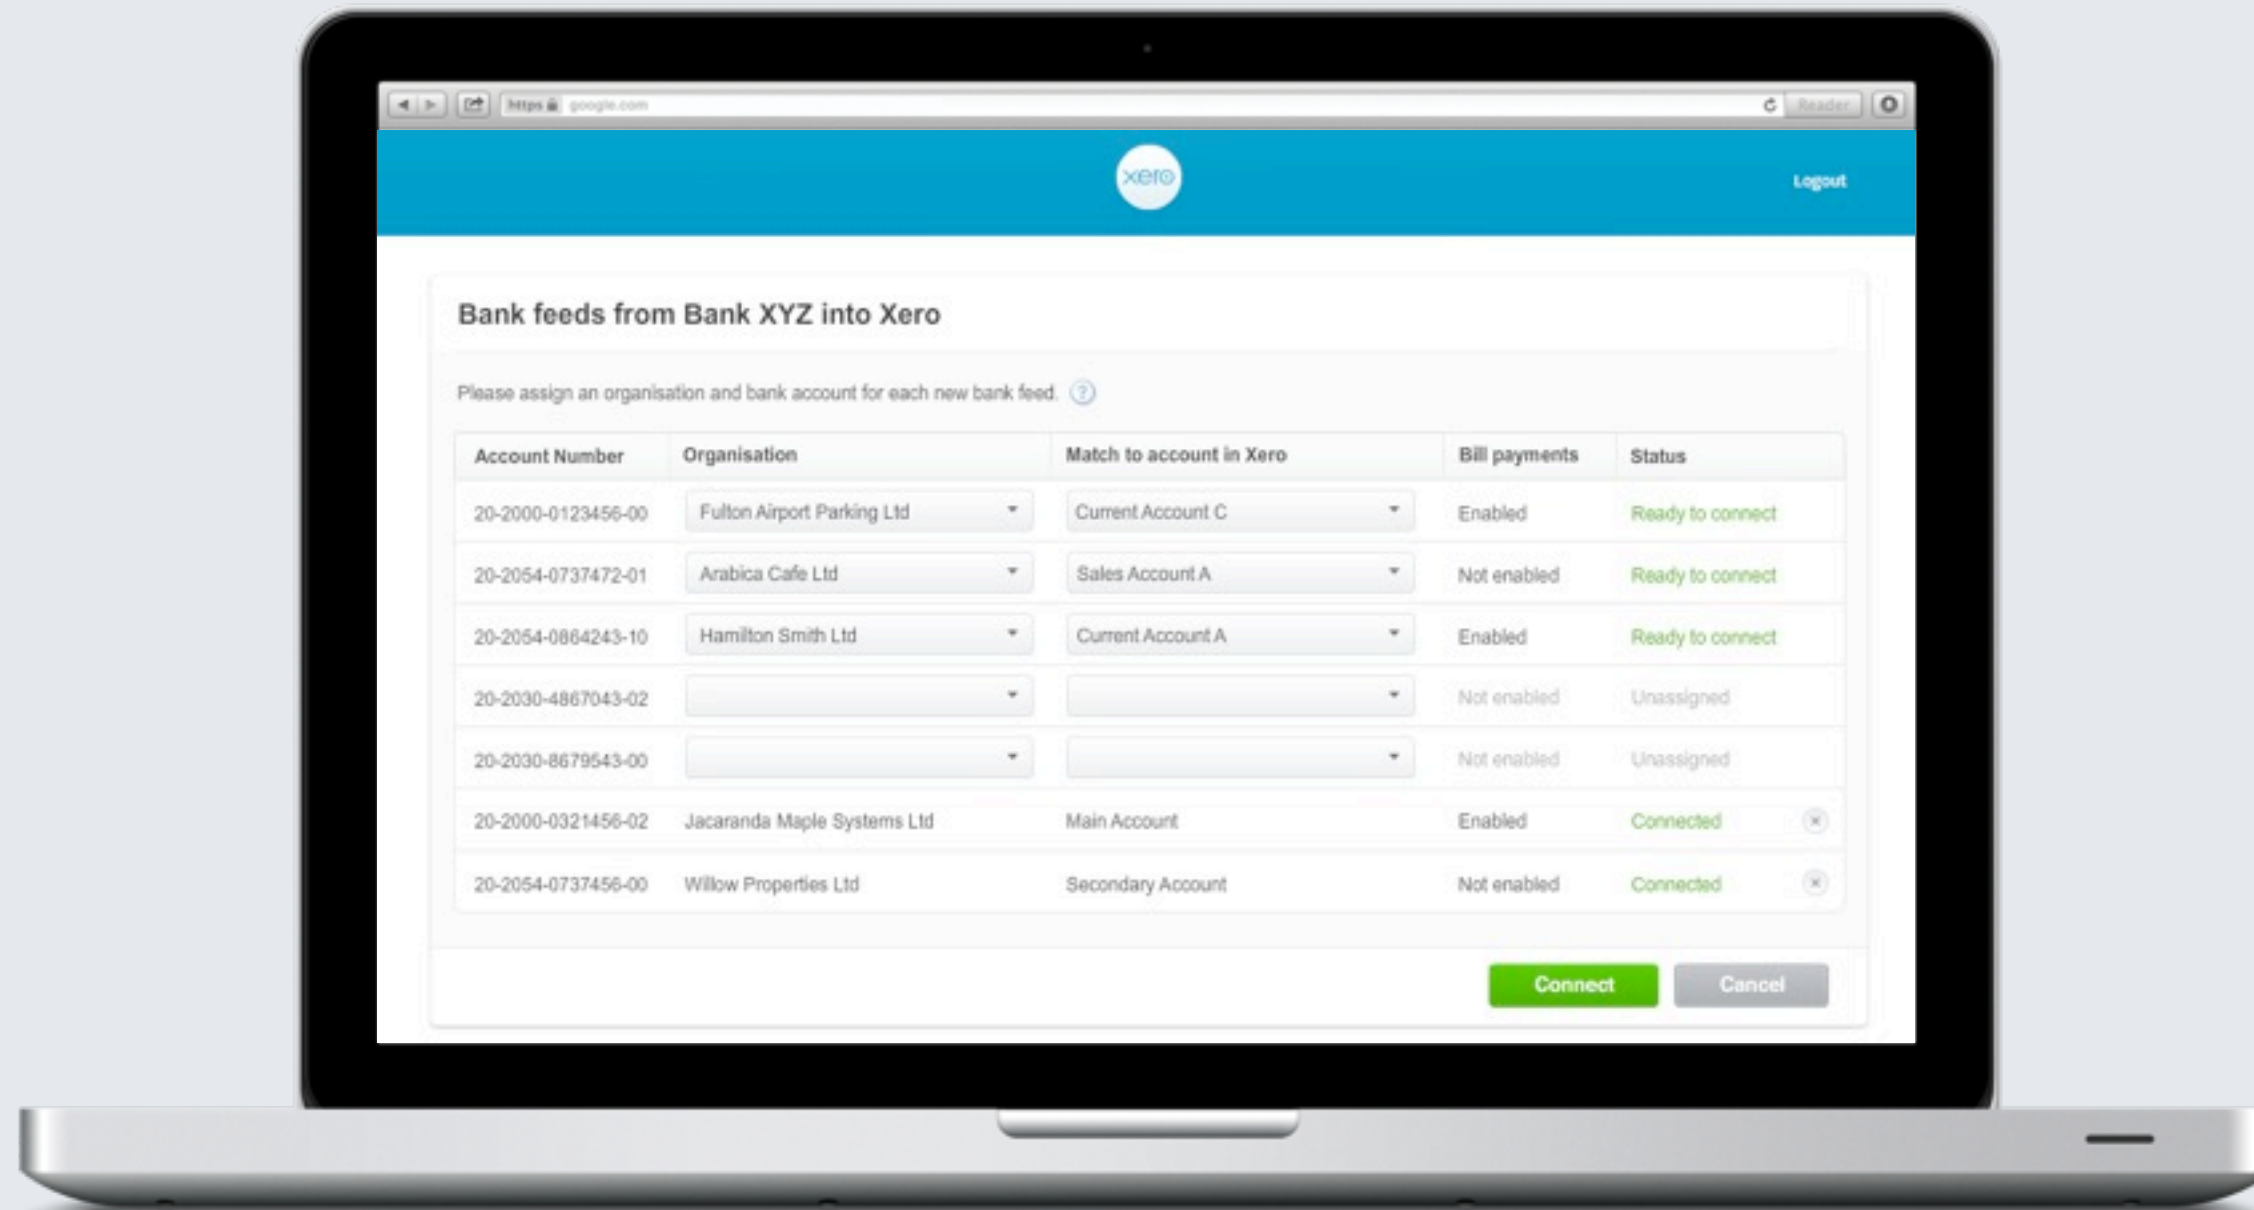 https google.com Reader
xero
Logout
Bank feeds from Bank XYZ into Xero
Please assign an organisation and bank account for each new bank feed. ?
Account Number Organisation Match to account in Xero Bill payments Status
20-2000-0123456-00 Fulton Airport Parking Ltd Current Account C Enabled Ready to connect
20-2054-0737472-01 Arabica Cafe Ltd Sales Account A Not enabled Ready to connect
20-2054-0864243-10 Hamilton Smith Ltd Current Account A Enabled Ready to connect
20-2030-4867043-02 Not enabled Unassigned
20-2030-8679543-00 Not enabled Unassigned
20-2000-0321456-02 Jacaranda Maple Systems Ltd Main Account Enabled Connected
20-2054-0737456-00 Willow Properties Ltd Secondary Account Not enabled Connected
Connect Cancel